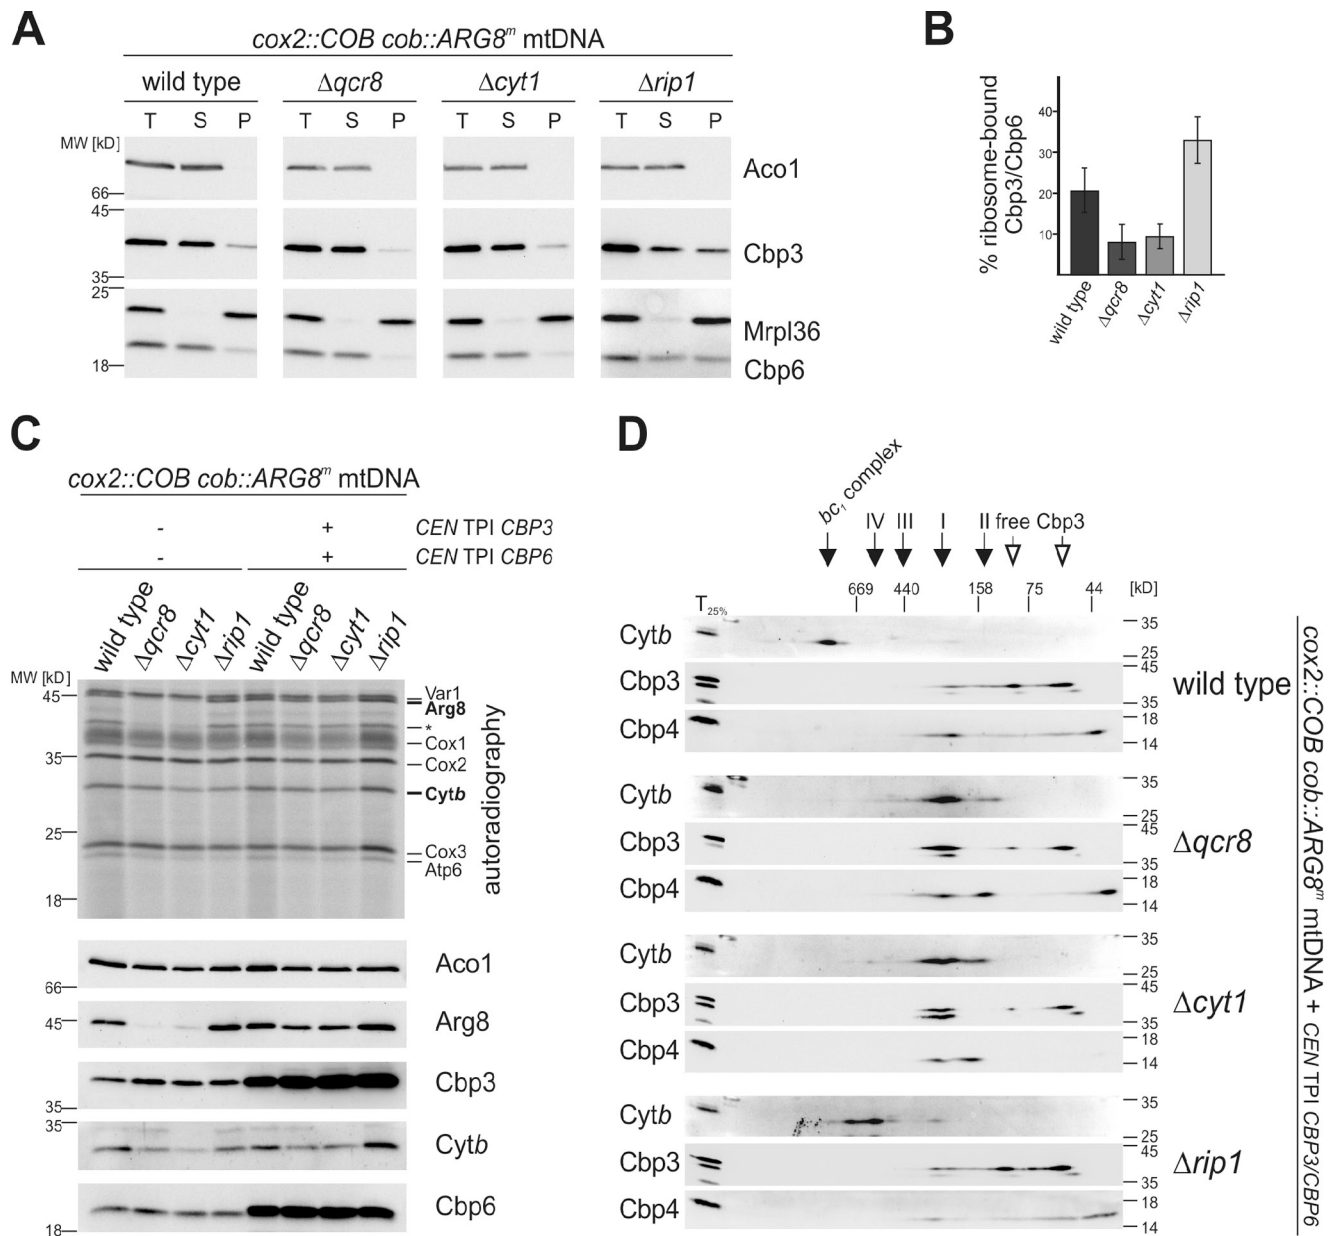 A
cox2::COB cob::ARG8m mtDNA
wild type Δqcr8 Δcyt1 Δrip1
T S P T S P T S P T S P
MW [kD]
66
Aco1
45
Cbp3
35
25
Mrpl36
18
Cbp6
B
% ribosome-bound
Cbp3/Cbp6
40
30
20
10
wild type Δqcr8 Δcyt1 Δrip1
C
cox2::COB cob::ARG8m mtDNA
- + CEN TPI CBP3
- + CEN TPI CBP6
wild type Δqcr8 Δcyt1 Δrip1 wild type Δqcr8 Δcyt1 Δrip1
MW [kD]
45
35
25
18
Var1
Arg8
*
Cox1
Cox2
Cytb
Cox3
Atp6
autoradiography
66
Aco1
45
Arg8
Cbp3
35
35
Cytb
Cbp6
18
D
bc1 complex
IV III I II free Cbp3
T25%
669 440 158 75 44 [kD]
Cytb 35
25
Cbp3 45
35
Cbp4 18
14
wild type
Cytb 35
25
Cbp3 45
35
Cbp4 18
14
Δqcr8
Cytb 35
25
Cbp3 45
35
Cbp4 18
14
Δcyt1
Cytb 35
25
Cbp3 45
35
Cbp4 18
14
Δrip1
cox2::COB cob::ARG8m mtDNA + CEN TPI CBP3/CBP6